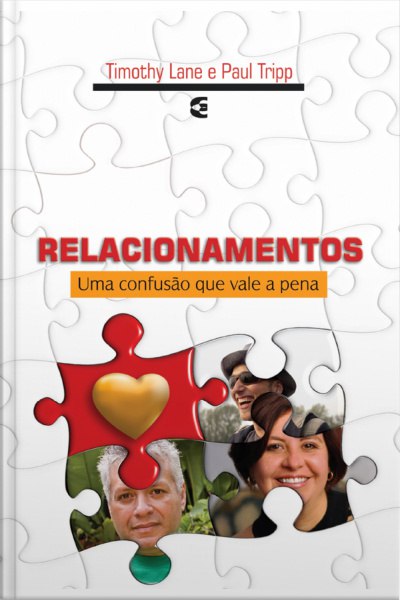 Timothy Lane e Paul Tripp
RELACIONAMENTOS
Uma confusão que vale a pena